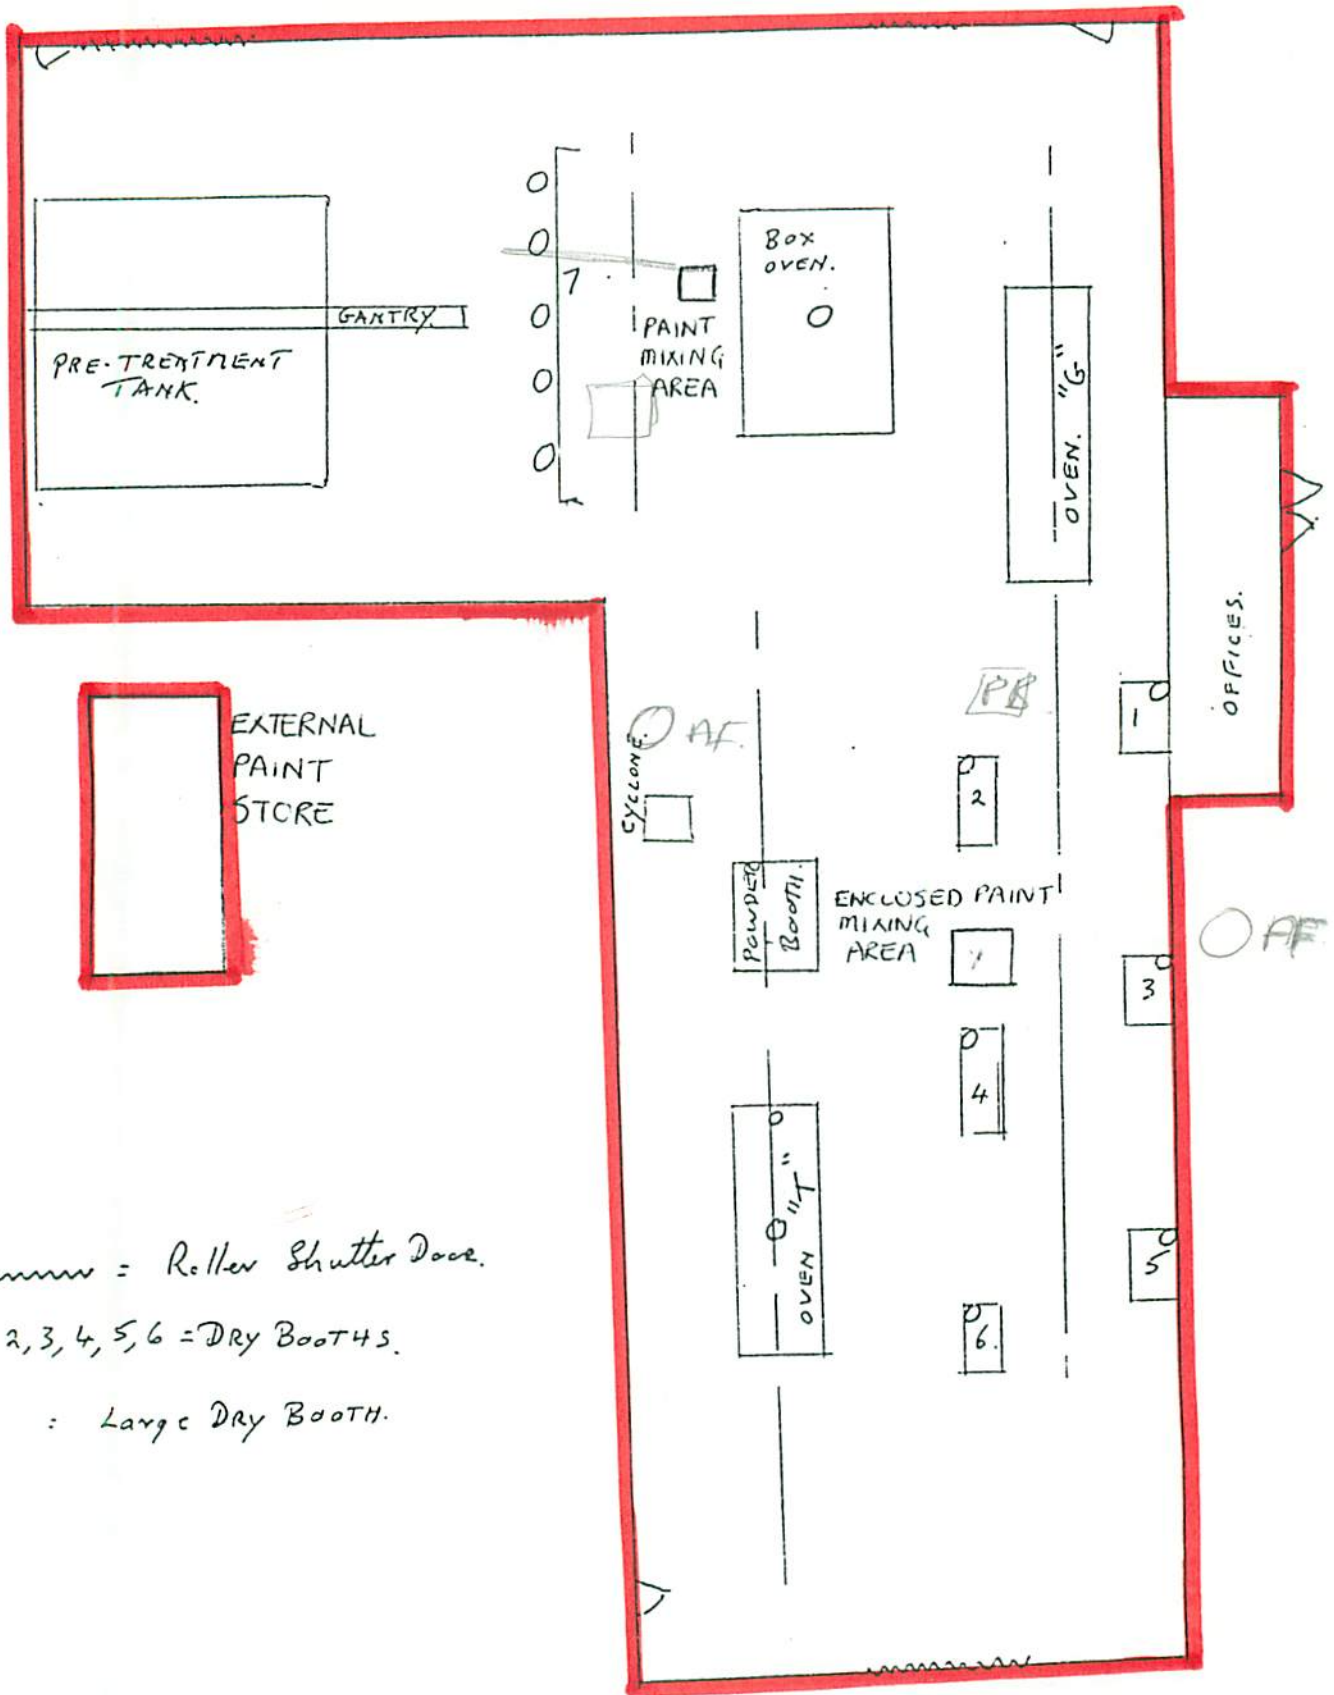 BOX
OVEN.
7
GANTRY
PAINT
MIXING
AREA
PRE-TREATMENT
TANK.
OVEN. "G"
OFFICES.
1
EXTERNAL
PAINT
STORE
AF.
CYCLONE.
2
POWDER
BOOTH.
ENCLOSED PAINT
MIXING
AREA
AF
3
4
OVEN "T"
5
6.
= Roller Shutter Door.
2, 3, 4, 5, 6 = DRY BOOTHS.
: Large DRY BOOTH.